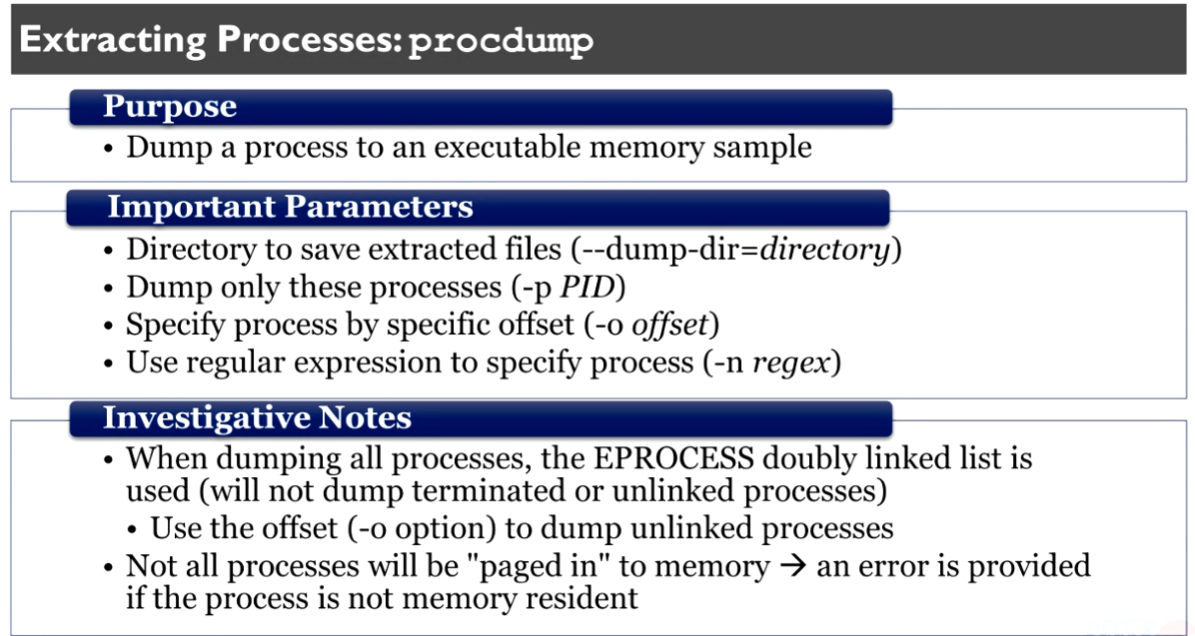 Extracting Processes: procdump
Purpose
• Dump a process to an executable memory sample
Important Parameters
• Directory to save extracted files (--dump-dir=directory)
• Dump only these processes (-p PID)
• Specify process by specific offset (-o offset)
• Use regular expression to specify process (-n regex)
Investigative Notes
• When dumping all processes, the EPROCESS doubly linked list is
used (will not dump terminated or unlinked processes)
• Use the offset (-o option) to dump unlinked processes
• Not all processes will be "paged in" to memory → an error is provided
if the process is not memory resident